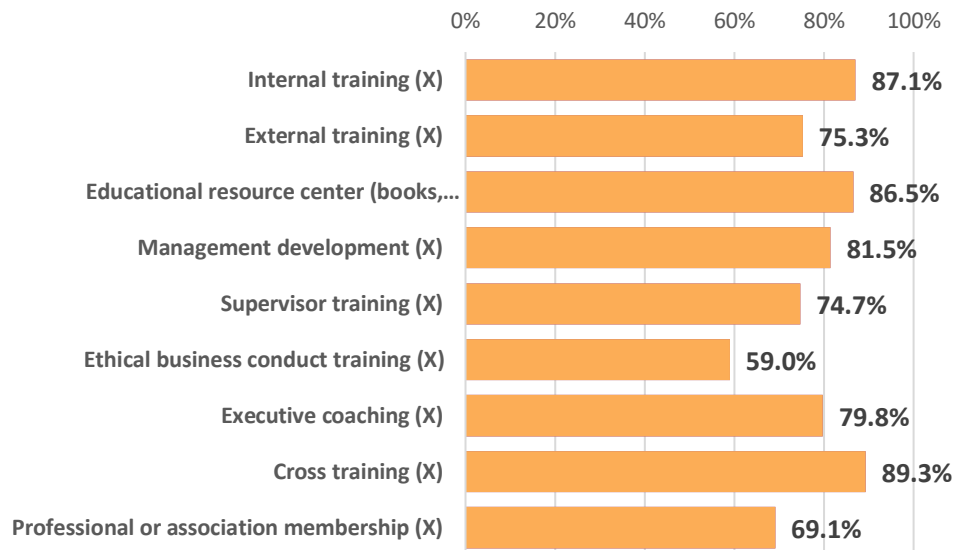 0% 20% 40% 60% 80% 100%
Internal training (X) 87.1%
External training (X) 75.3%
Educational resource center (books,... 86.5%
Management development (X) 81.5%
Supervisor training (X) 74.7%
Ethical business conduct training (X) 59.0%
Executive coaching (X) 79.8%
Cross training (X) 89.3%
Professional or association membership (X) 69.1%